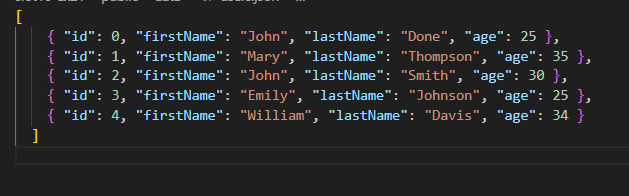 [
{ "id": 0, "firstName": "John", "lastName": "Done", "age": 25 },
{ "id": 1, "firstName": "Mary", "lastName": "Thompson", "age": 35 },
{ "id": 2, "firstName": "John", "lastName": "Smith", "age": 30 },
{ "id": 3, "firstName": "Emily", "lastName": "Johnson", "age": 25 },
{ "id": 4, "firstName": "William", "lastName": "Davis", "age": 34 }
]